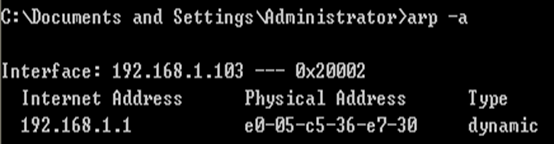 C:\Documents and Settings\Administrator>arp -a
Interface: 192.168.1.103 --- 0x20002
Internet Address Physical Address Type
192.168.1.1 e0-05-c5-36-e7-30 dynamic